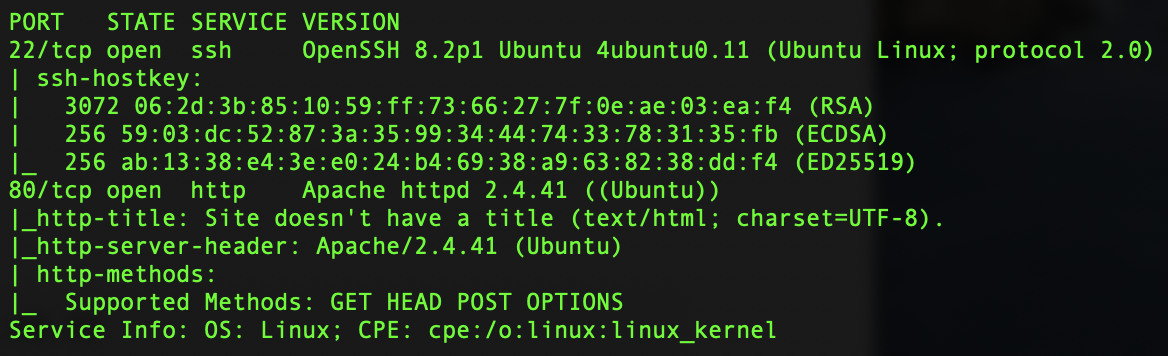 PORT   STATE SERVICE VERSION
22/tcp open  ssh     OpenSSH 8.2p1 Ubuntu 4ubuntu0.11 (Ubuntu Linux; protocol 2.0)
| ssh-hostkey:
|   3072 06:2d:3b:85:10:59:ff:73:66:27:7f:0e:ae:03:ea:f4 (RSA)
|   256 59:03:dc:52:87:3a:35:99:34:44:74:33:78:31:35:fb (ECDSA)
|_  256 ab:13:38:e4:3e:e0:24:b4:69:38:a9:63:82:38:dd:f4 (ED25519)
80/tcp open  http    Apache httpd 2.4.41 ((Ubuntu))
|_http-title: Site doesn't have a title (text/html; charset=UTF-8).
|_http-server-header: Apache/2.4.41 (Ubuntu)
| http-methods:
|_  Supported Methods: GET HEAD POST OPTIONS
Service Info: OS: Linux; CPE: cpe:/o:linux:linux_kernel